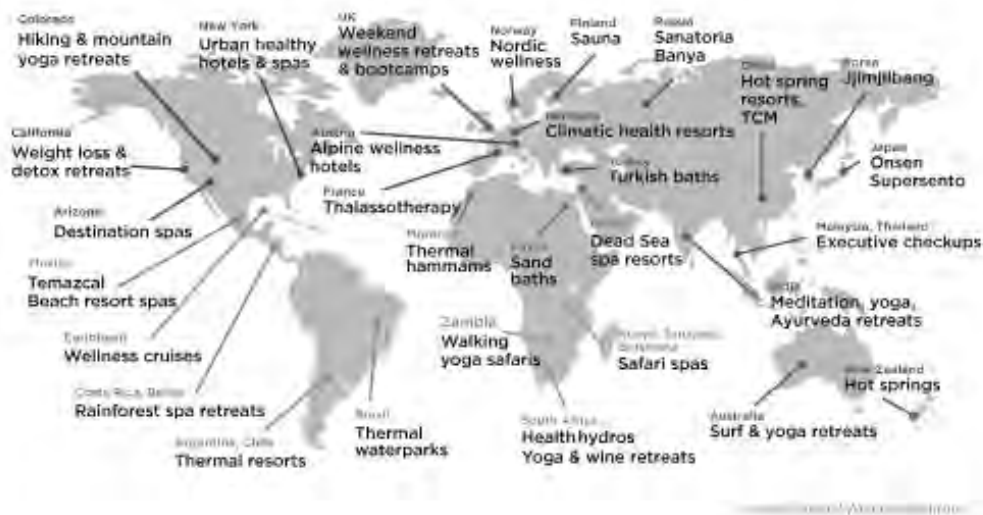 Colorado
Hiking & mountain
yoga retreats
New York
Urban healthy
hotels & spas
UK
Weekend
wellness retreats
& bootcamps
Norway
Nordic
wellness
Finland
Sauna
Russia
Sanatoria
Banya
China
Hot spring
resorts,
TCM
Korea
Jjimjilbang
California
Weight loss &
detox retreats
Austria
Alpine wellness
hotels
Germany
Climatic health resorts
Japan
Onsen
Supersento
France
Thalassotherapy
Turkey
Turkish baths
Arizona
Destination spas
Morocco
Thermal
hammams
Sand
baths
Dead Sea
spa resorts
Malaysia, Thailand
Executive checkups
Mexico
Temazcal
Beach resort spas
India
Meditation, yoga,
Ayurveda retreats
Caribbean
Wellness cruises
Zambia
Walking
yoga safaris
Safari spas
New Zealand
Hot springs
Costa Rica,
Rainforest spa retreats
Brazil
Thermal
waterparks
South Africa
Health hydros
Yoga & wine retreats
Australia
Surf & yoga retreats
Argentina, Chile
Thermal resorts